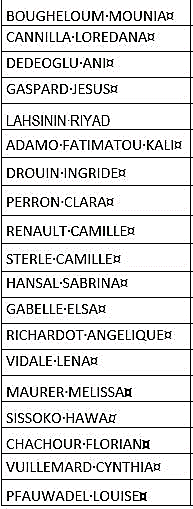 BOUGHELOUM·MOUNIA¤
CANNILLA·LOREDANA¤
DEDEOGLU·ANI¤
GASPARD·JESUS¤
LAHSININ·RIYAD
ADAMO·FATIMATOU·KALI¤
DROUIN·INGRIDE¤
PERRON·CLARA¤
RENAULT·CAMILLE¤
STERLE·CAMILLE¤
HANSAL·SABRINA¤
GABELLE·ELSA¤
RICHARDOT·ANGELIQUE¤
VIDALE·LENA¤
MAURER·MELISSA¤
SISSOKO·HAWA¤
CHACHOUR·FLORIAN¤
VUILLEMARD·CYNTHIA¤
PFAUWADEL·LOUISE¤